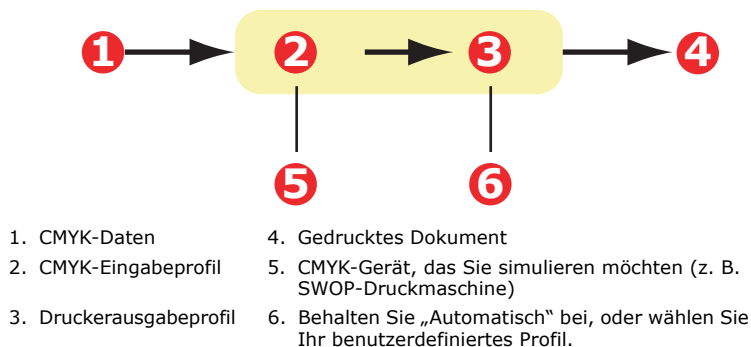 1 2 3 4
5 6
1. CMYK-Daten
2. CMYK-Eingabeprofil
3. Druckerausgabeprofil
4. Gedrucktes Dokument
5. CMYK-Gerät, das Sie simulieren möchten (z. B.
SWOP-Druckmaschine)
6. Behalten Sie „Automatisch“ bei, oder wählen Sie
Ihr benutzerdefiniertes Profil.